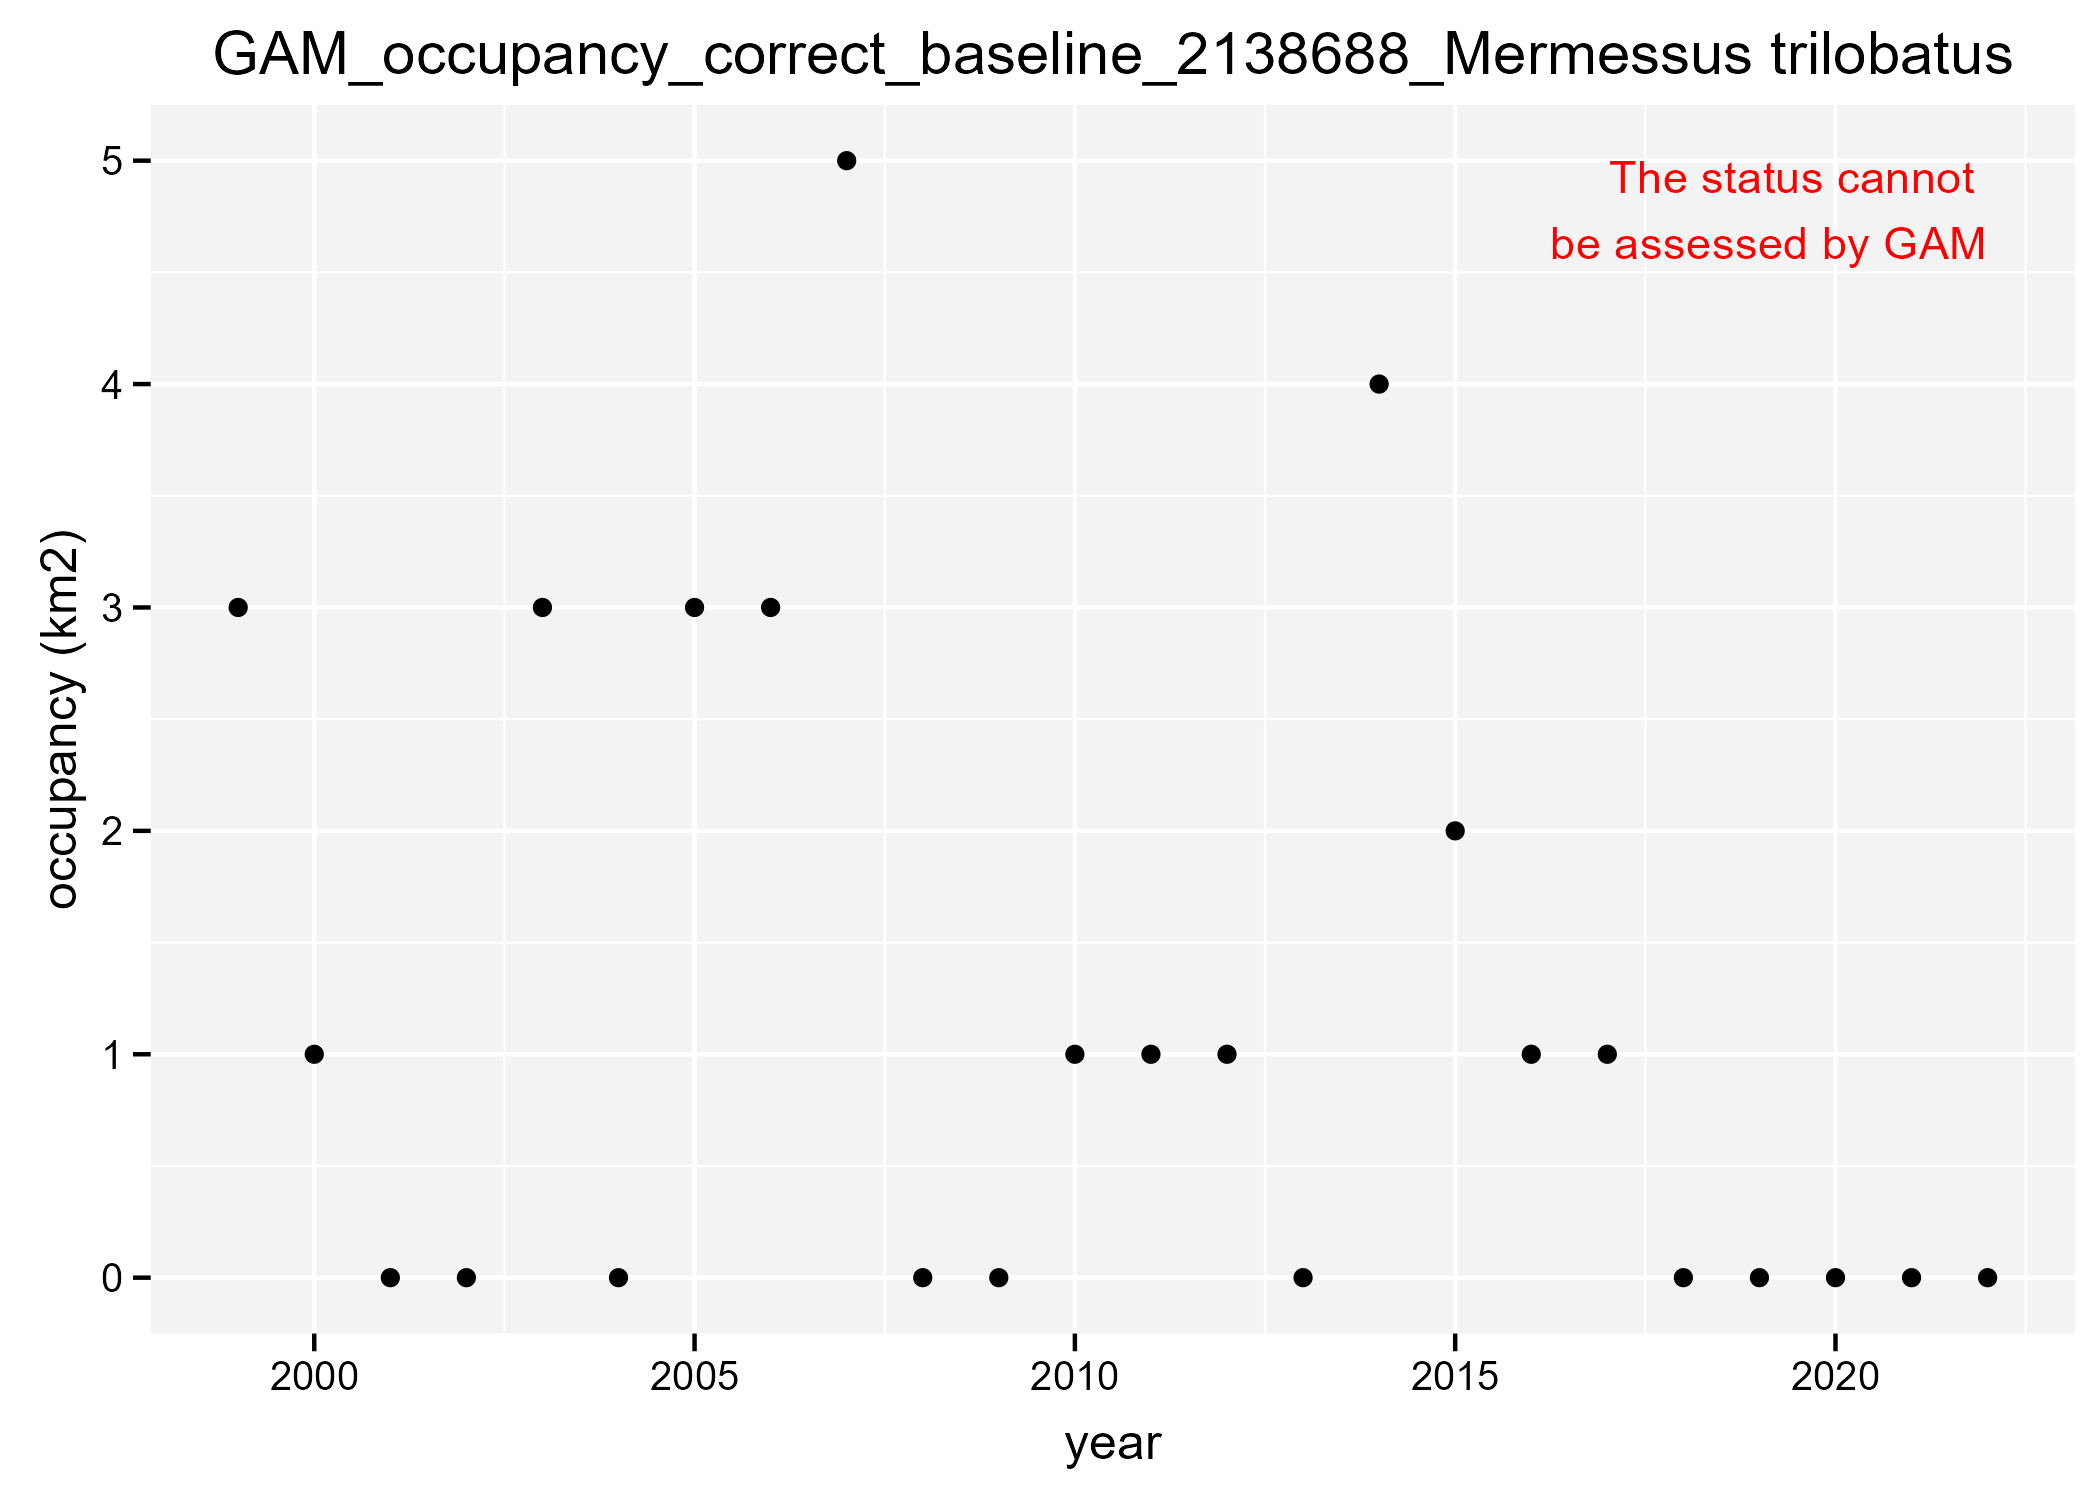 GAM_occupancy_correct_baseline_2138688_Mermessus trilobatus
The status cannot
be assessed by GAM
5
4
3
2
1
0
occupancy (km2)
2000 2005 2010 2015 2020
year